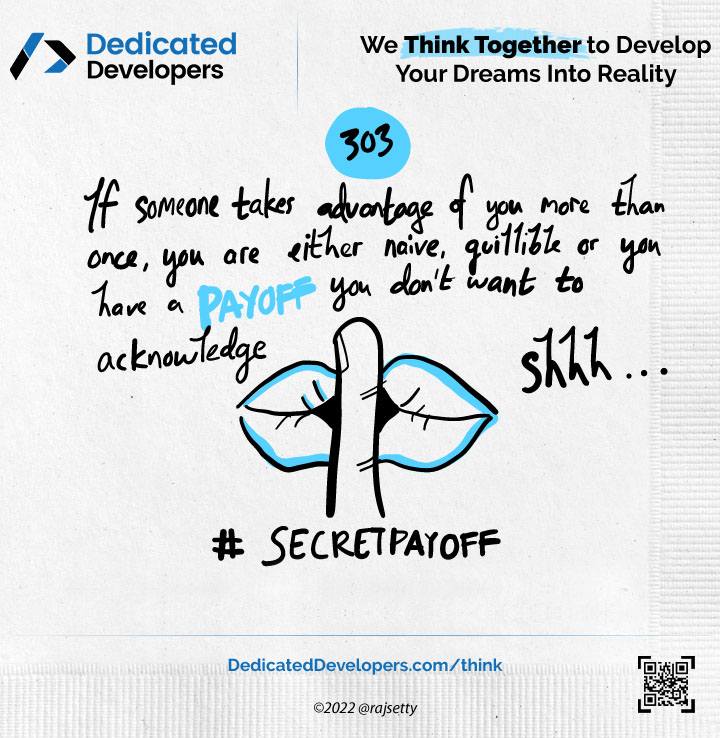 Dedicated
Developers
We Think Together to Develop
Your Dreams Into Reality
303
If someone takes advantage of you more than
once, you are either naive, quillible or you
have a PAYOFF you don't want to
acknowledge
shhh...
# SECRETPAYOFF
DedicatedDevelopers.com/think
©2022 @rajsetty